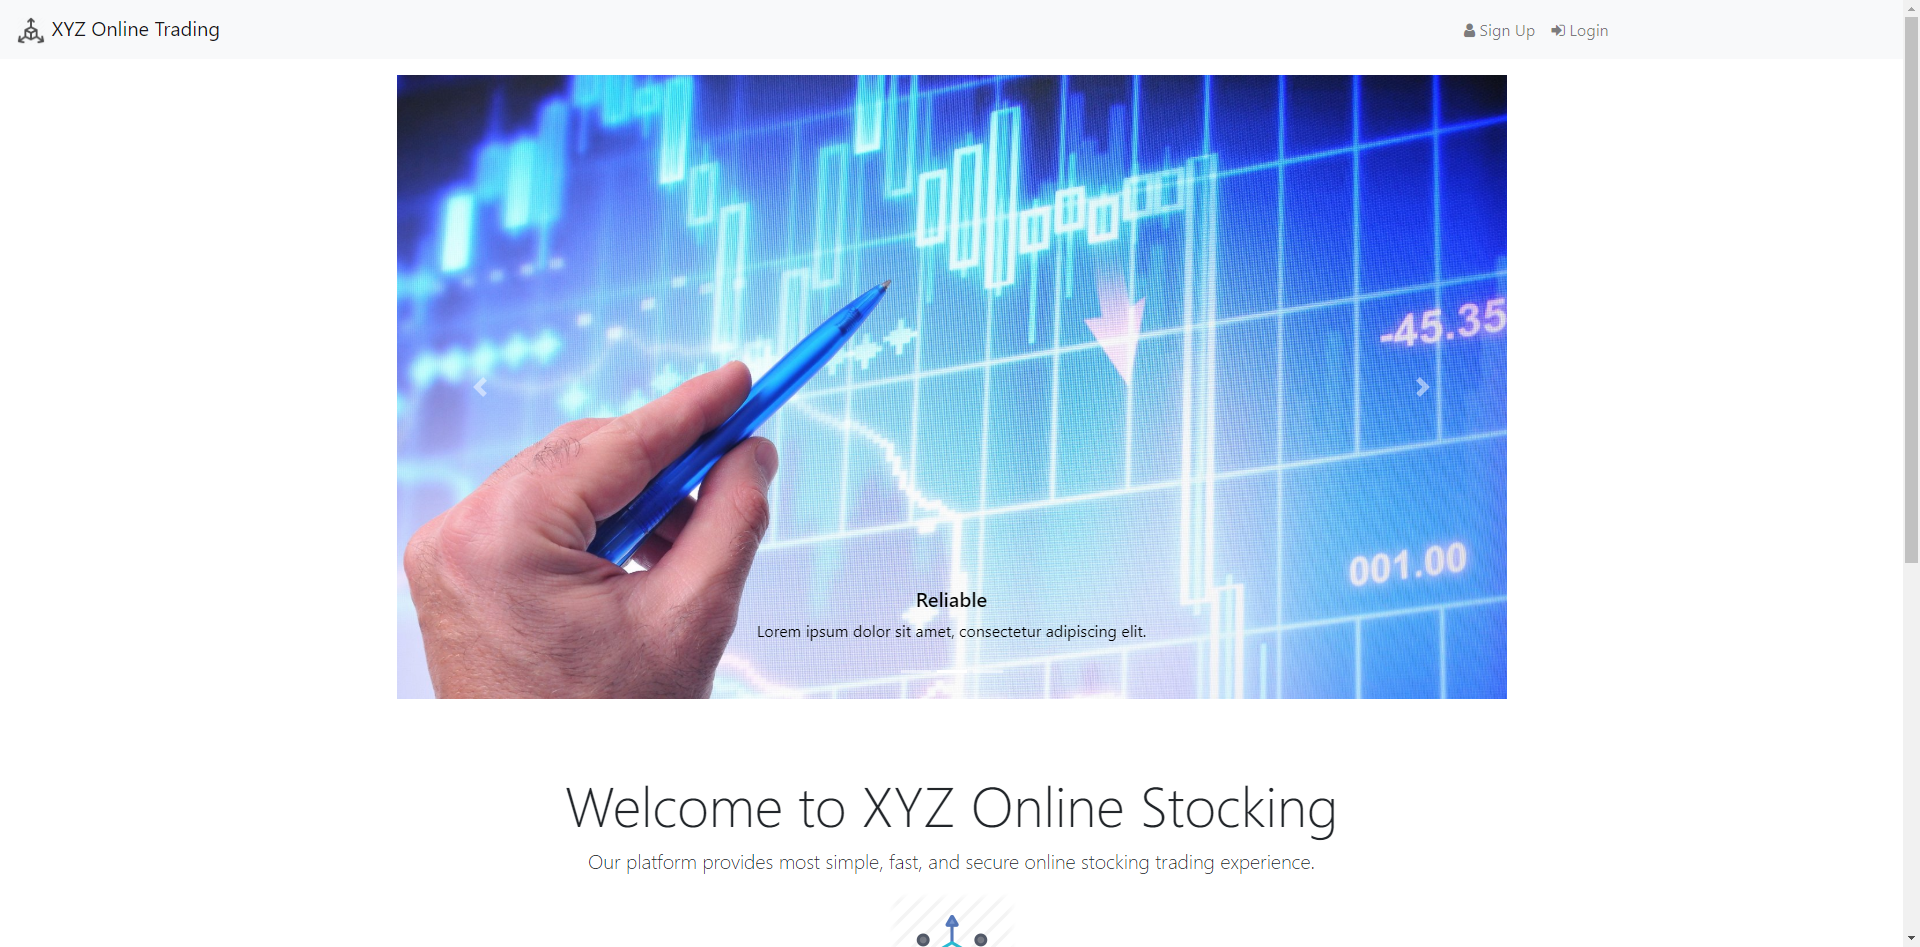 XYZ Online Trading
Sign Up
Login
-45.35
001.00
Reliable
Lorem ipsum dolor sit amet, consectetur adipiscing elit.
Welcome to XYZ Online Stocking
Our platform provides most simple, fast, and secure online stocking trading experience.